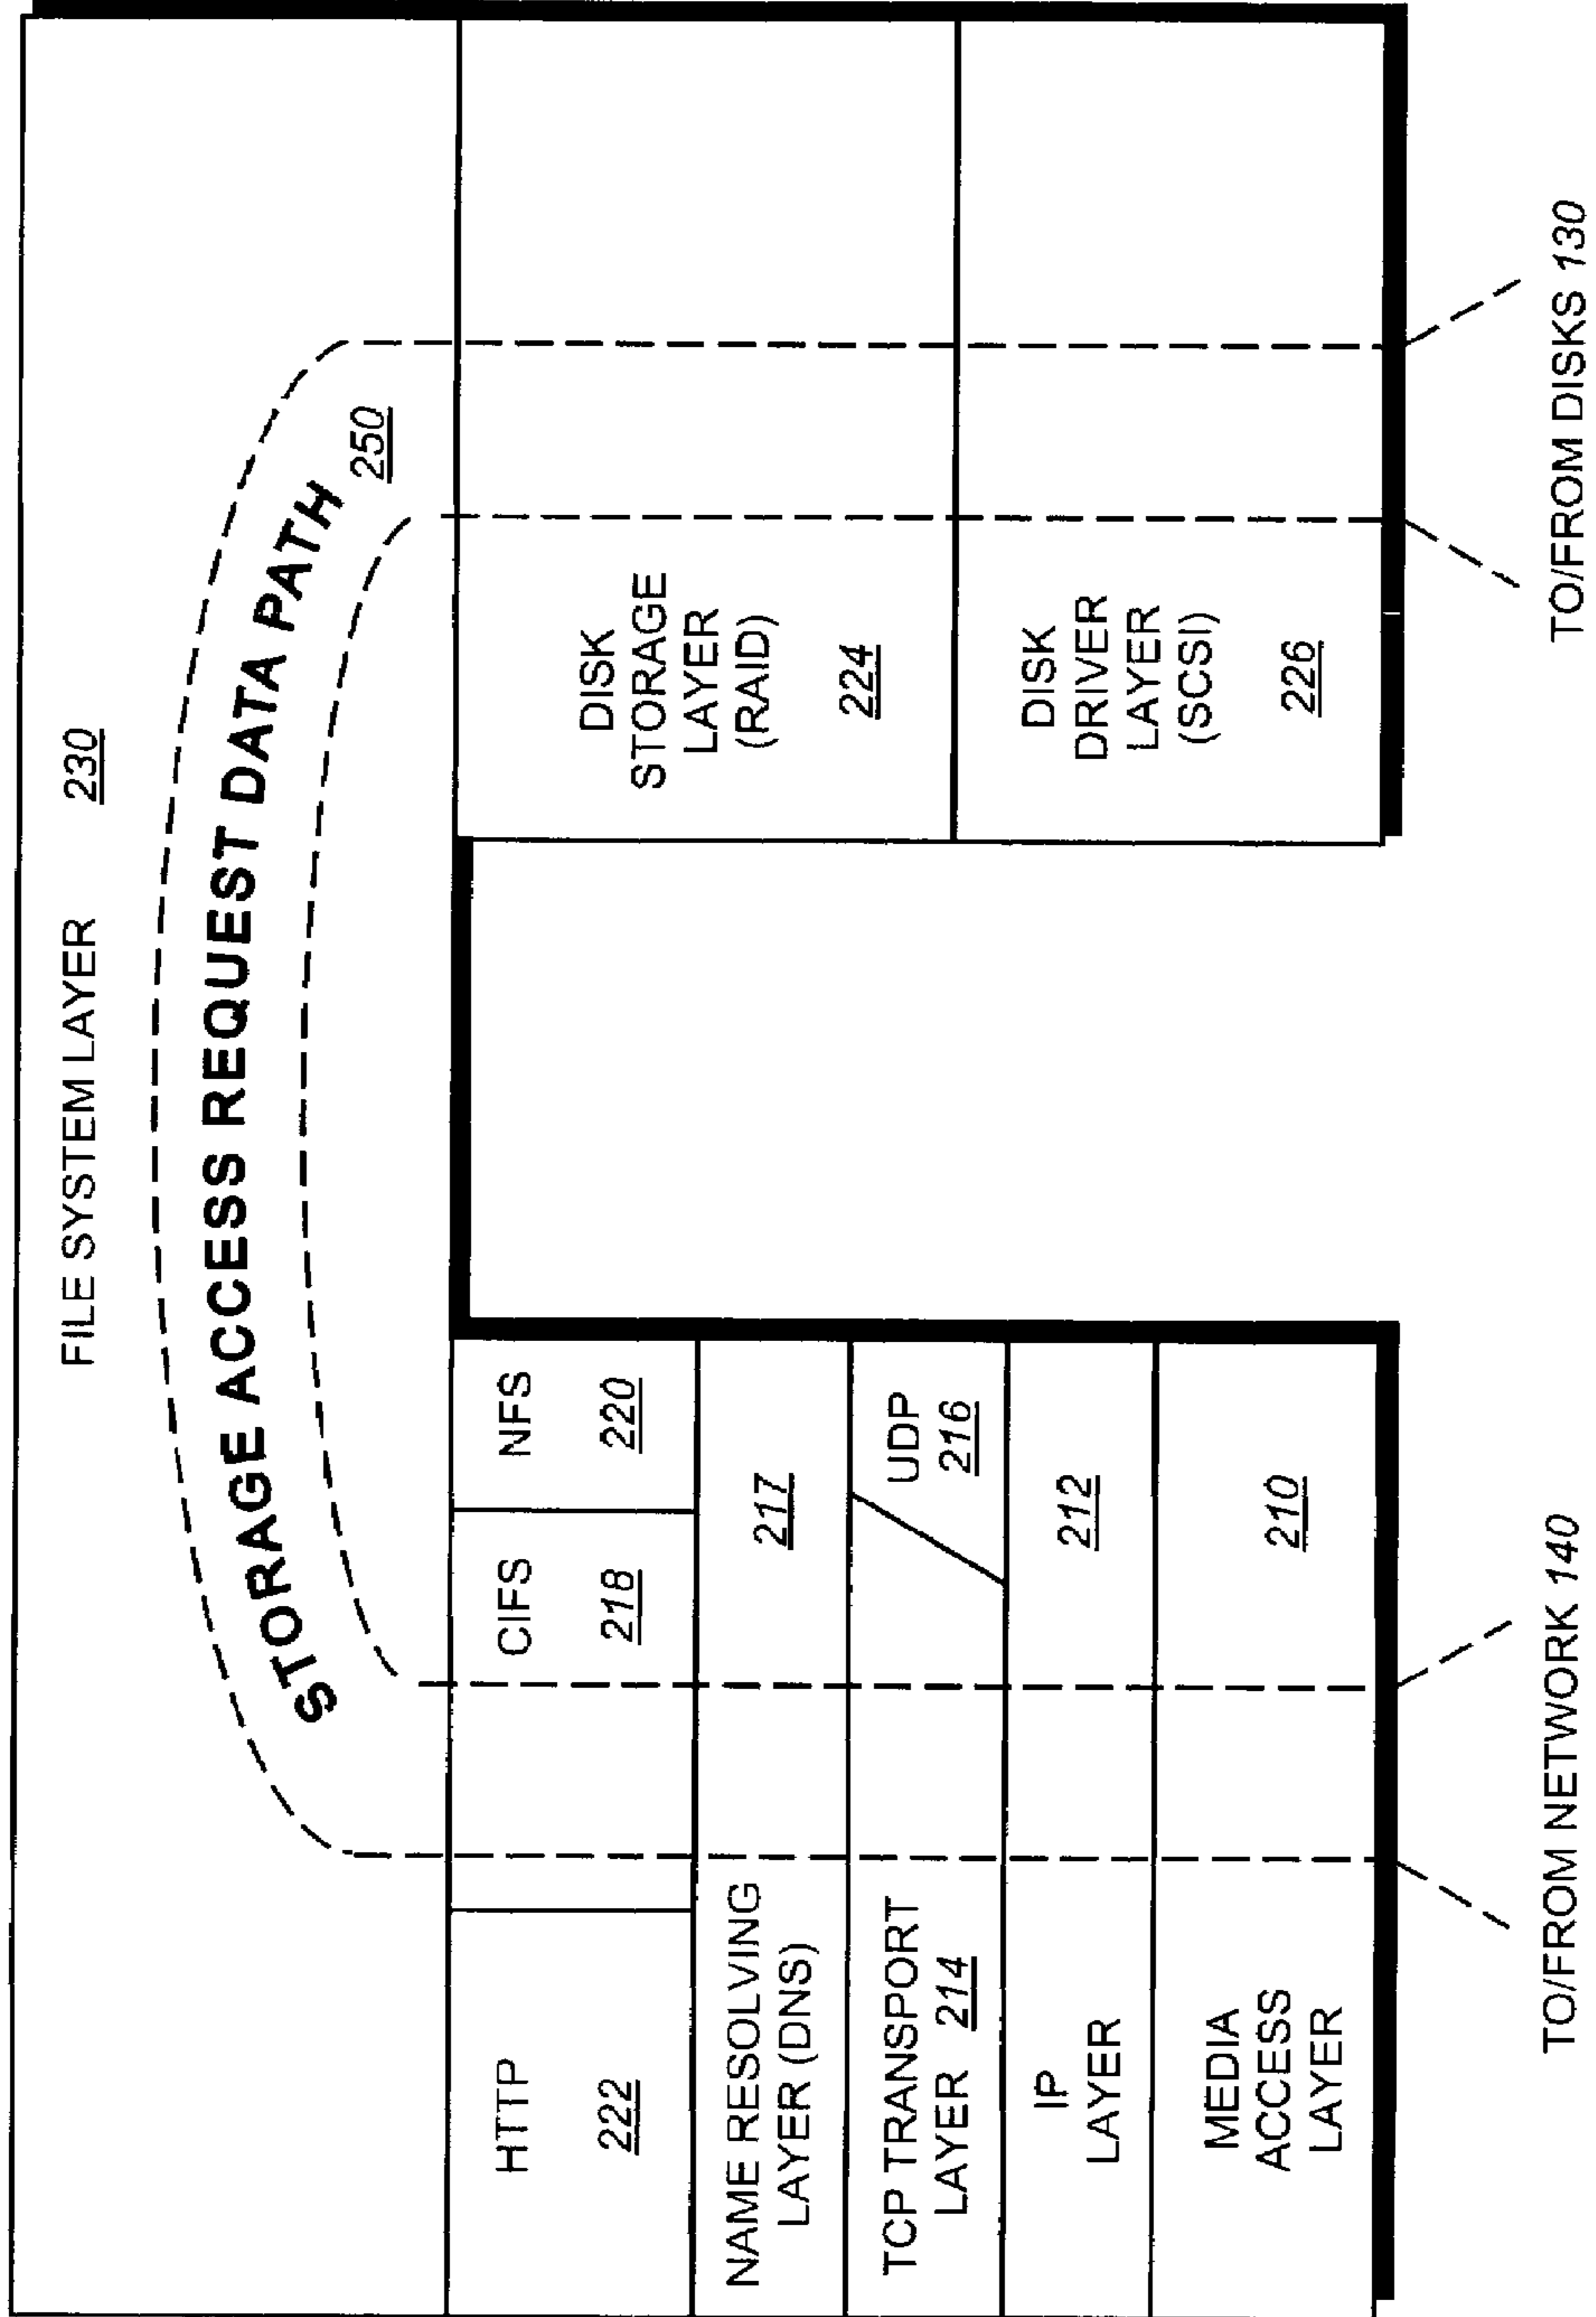 FILE SYSTEM LAYER 230
STORAGE ACCESS REQUEST DATA PATH
250
HTTP
222
CIFS
218
NFS
220
NAME RESOLVING
LAYER (DNS)
217
TCP TRANSPORT
LAYER 214
UDP
216
IP
LAYER
212
MEDIA
ACCESS
LAYER
210
TO/FROM NETWORK 140
DISK
STORAGE
LAYER
(RAID)
224
DISK
DRIVER
LAYER
(SCSI)
226
TO/FROM DISKS 130